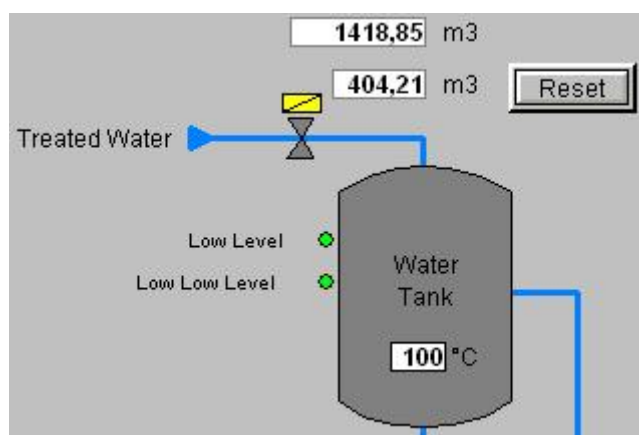 1418,85 m3
404,21 m3 Reset
Treated Water
Low Level
Low Low Level
Water
Tank
100 °C